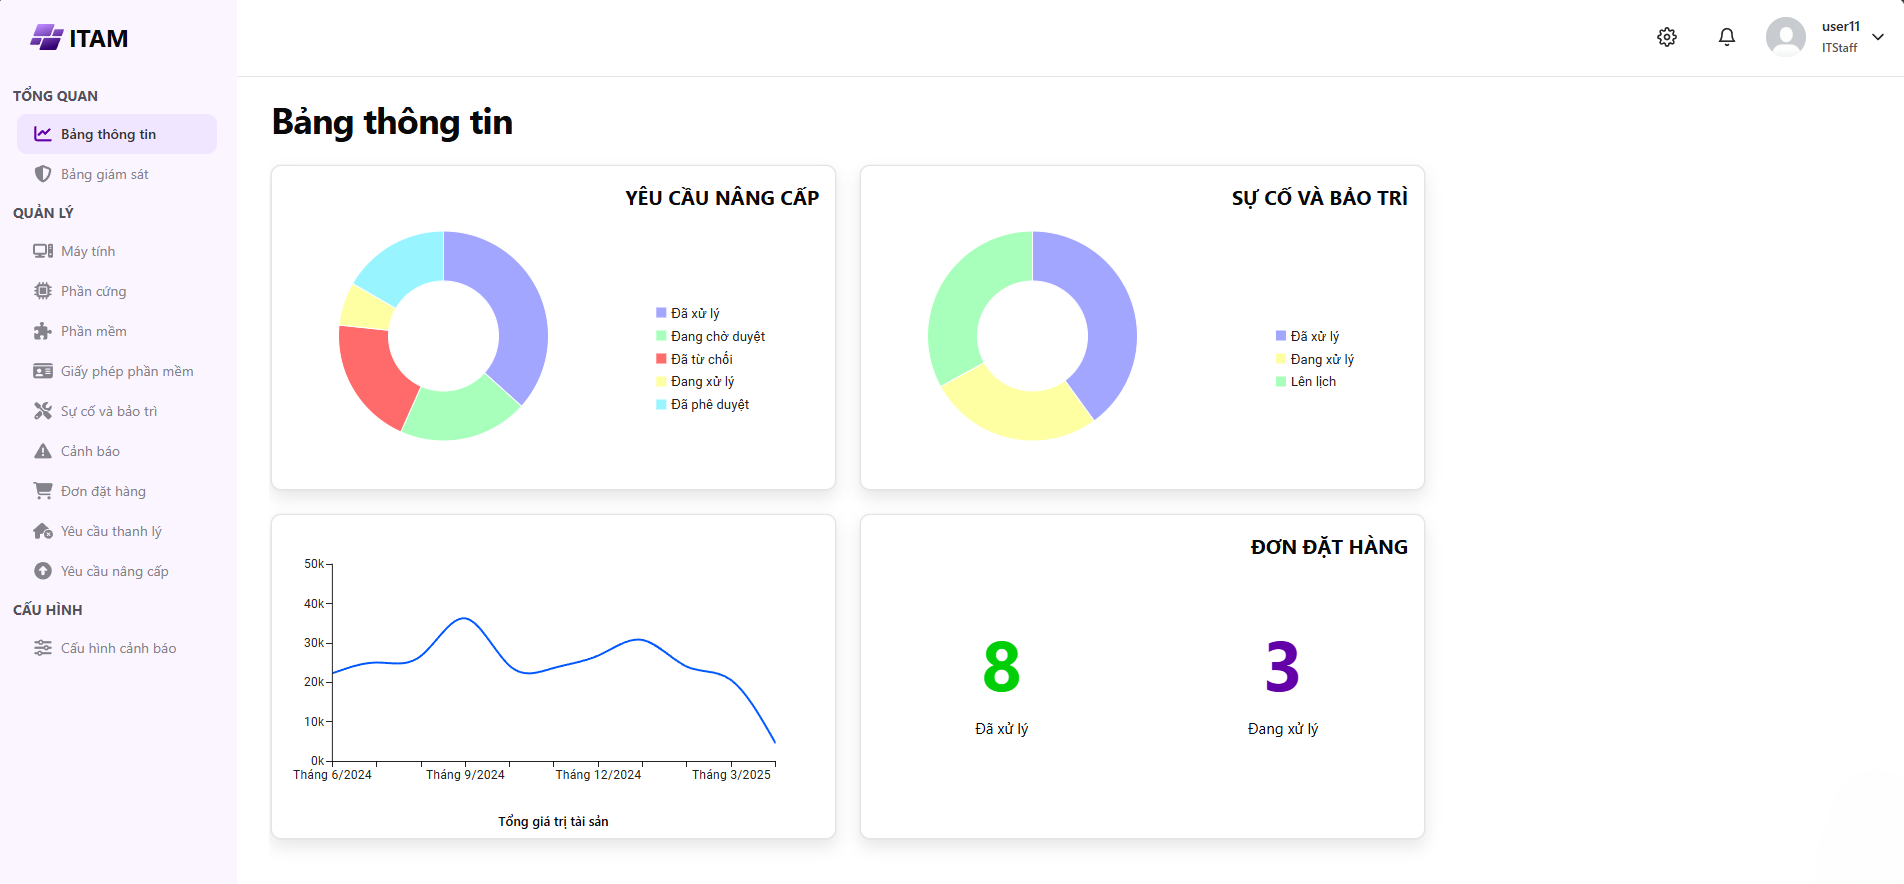 ITAM
user11
ITStaff
TỔNG QUAN
Bảng thông tin
Bảng giám sát
QUẢN LÝ
Máy tính
Phần cứng
Phần mềm
Giấy phép phần mềm
Sự cố và bảo trì
Cảnh báo
Đơn đặt hàng
Yêu cầu thanh lý
Yêu cầu nâng cấp
CẤU HÌNH
Cấu hình cảnh báo
Bảng thông tin
YÊU CẦU NÂNG CẤP
Đã xử lý
Đang chờ duyệt
Đã từ chối
Đang xử lý
Đã phê duyệt
SỰ CỐ VÀ BẢO TRÌ
Đã xử lý
Đang xử lý
Lên lịch
50k
40k
30k
20k
10k
0k
Tháng 6/2024 Tháng 9/2024 Tháng 12/2024 Tháng 3/2025
Tổng giá trị tài sản
ĐƠN ĐẶT HÀNG
8 3
Đã xử lý Đang xử lý